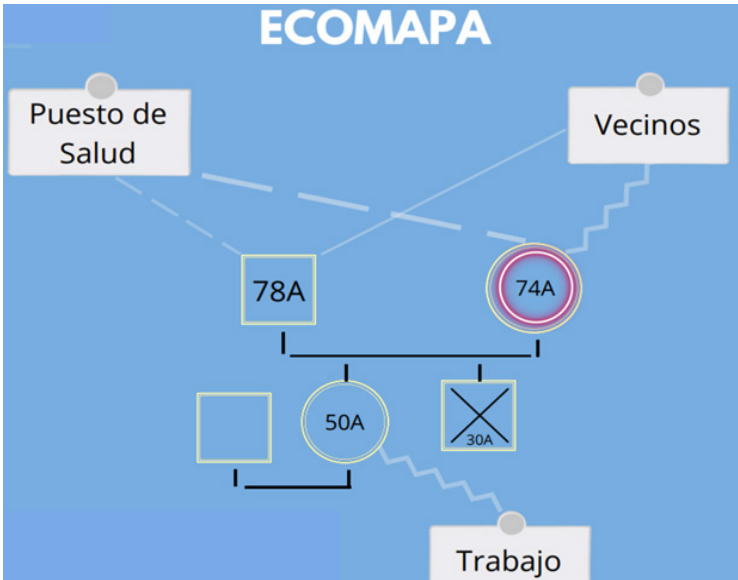 ECOMAPA
Puesto de
Salud
Vecinos
78A
74A
50A
30A
Trabajo